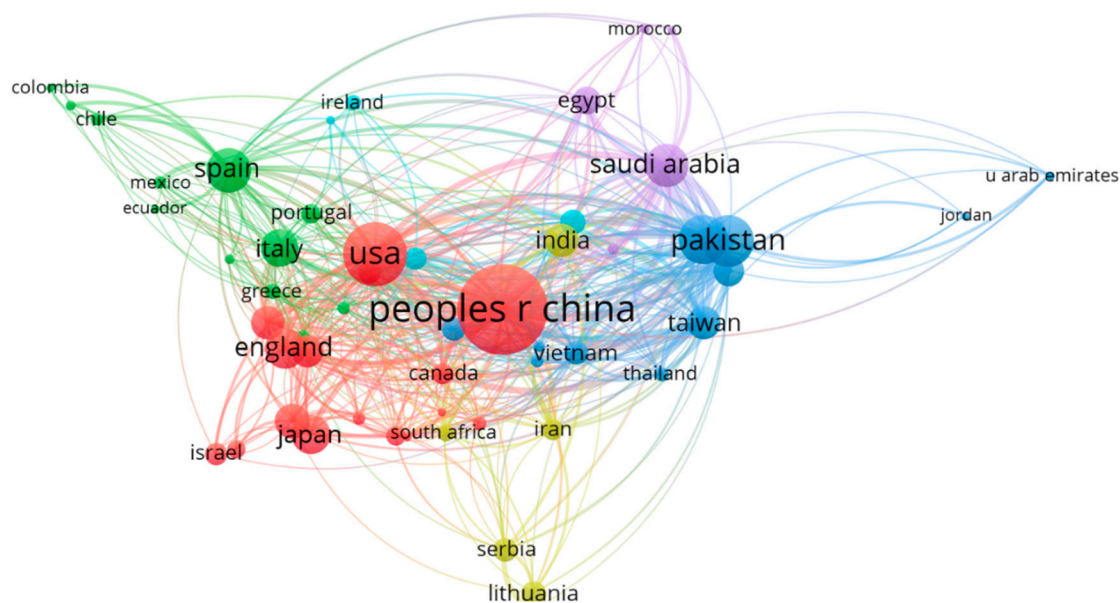 morocco
colombia
ireland
egypt
chile
spain
saudi arabia
mexico
u arab emirates
ecuador
portugal
jordan
italy
usa
india
pakistan
greece
peoples r china
taiwan
england
vietnam
canada
thailand
japan
south africa
iran
israel
serbia
lithuania